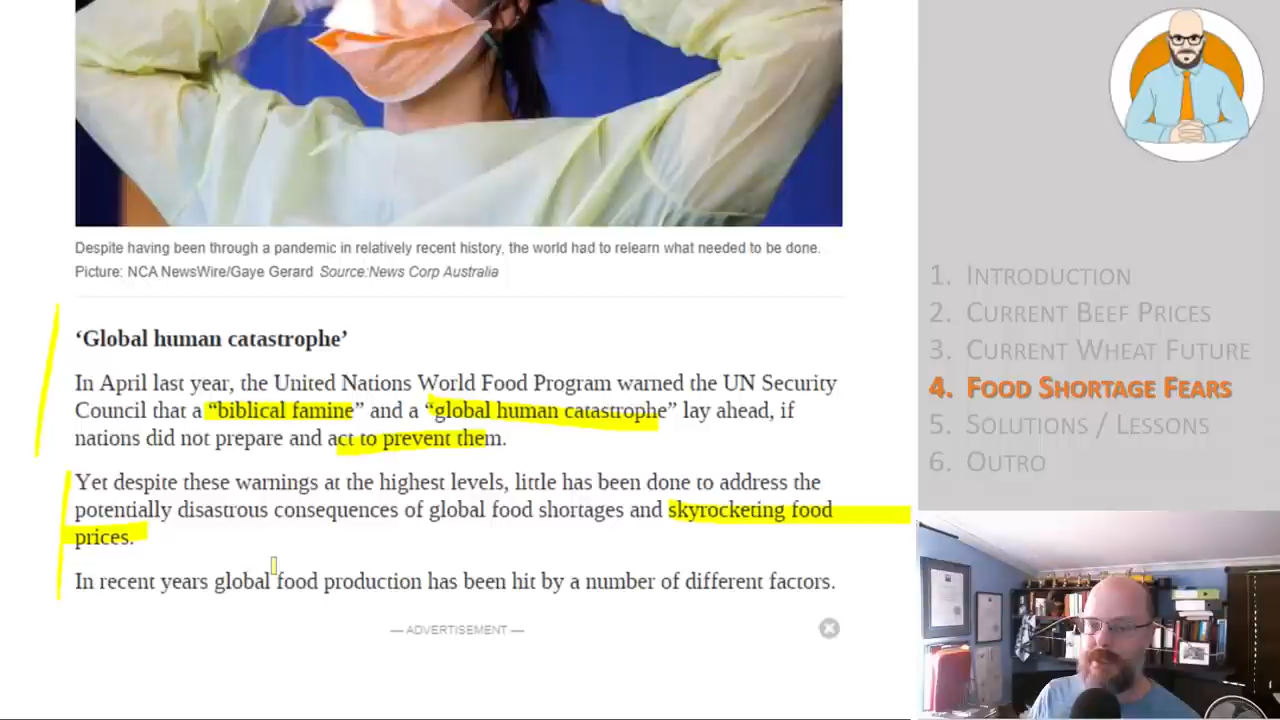 Despite having been through a pandemic in relatively recent history, the world had to relearn what needed to be done.
Picture: NCA NewsWire/Gaye Gerard Source:News Corp Australia
‘Global human catastrophe’
In April last year, the United Nations World Food Program warned the UN Security
Council that a “biblical famine” and a “global human catastrophe” lay ahead, if
nations did not prepare and act to prevent them.
Yet despite these warnings at the highest levels, little has been done to address the
potentially disastrous consequences of global food shortages and skyrocketing food
prices.
In recent years global food production has been hit by a number of different factors.
— ADVERTISEMENT —
1. Introduction
2. Current Beef Prices
3. Current Wheat Future
4. Food Shortage Fears
5. Solutions / Lessons
6. Outro